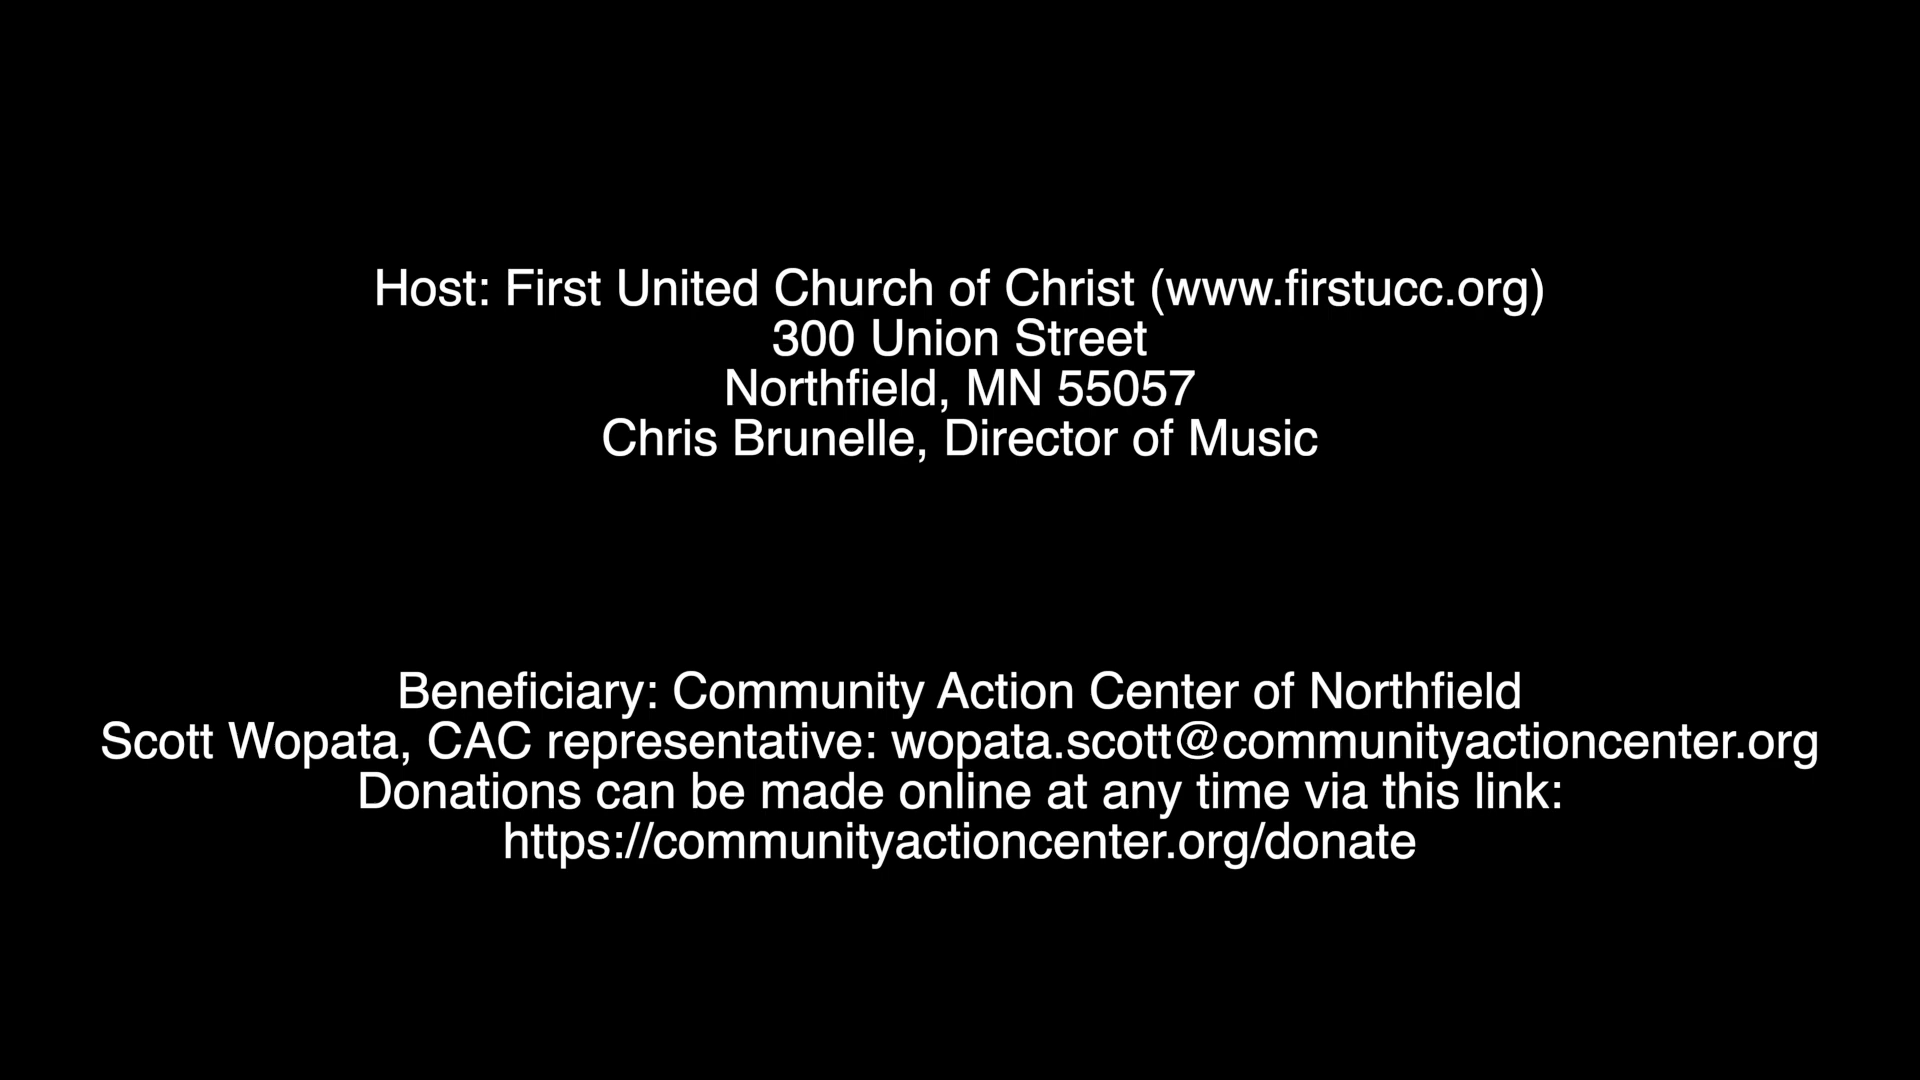 Host: First United Church of Christ (www.firstucc.org)
300 Union Street
Northfield, MN 55057
Chris Brunelle, Director of Music
Beneficiary: Community Action Center of Northfield
Scott Wopata, CAC representative: wopata.scott@communityactioncenter.org
Donations can be made online at any time via this link:
https://communityactioncenter.org/donate